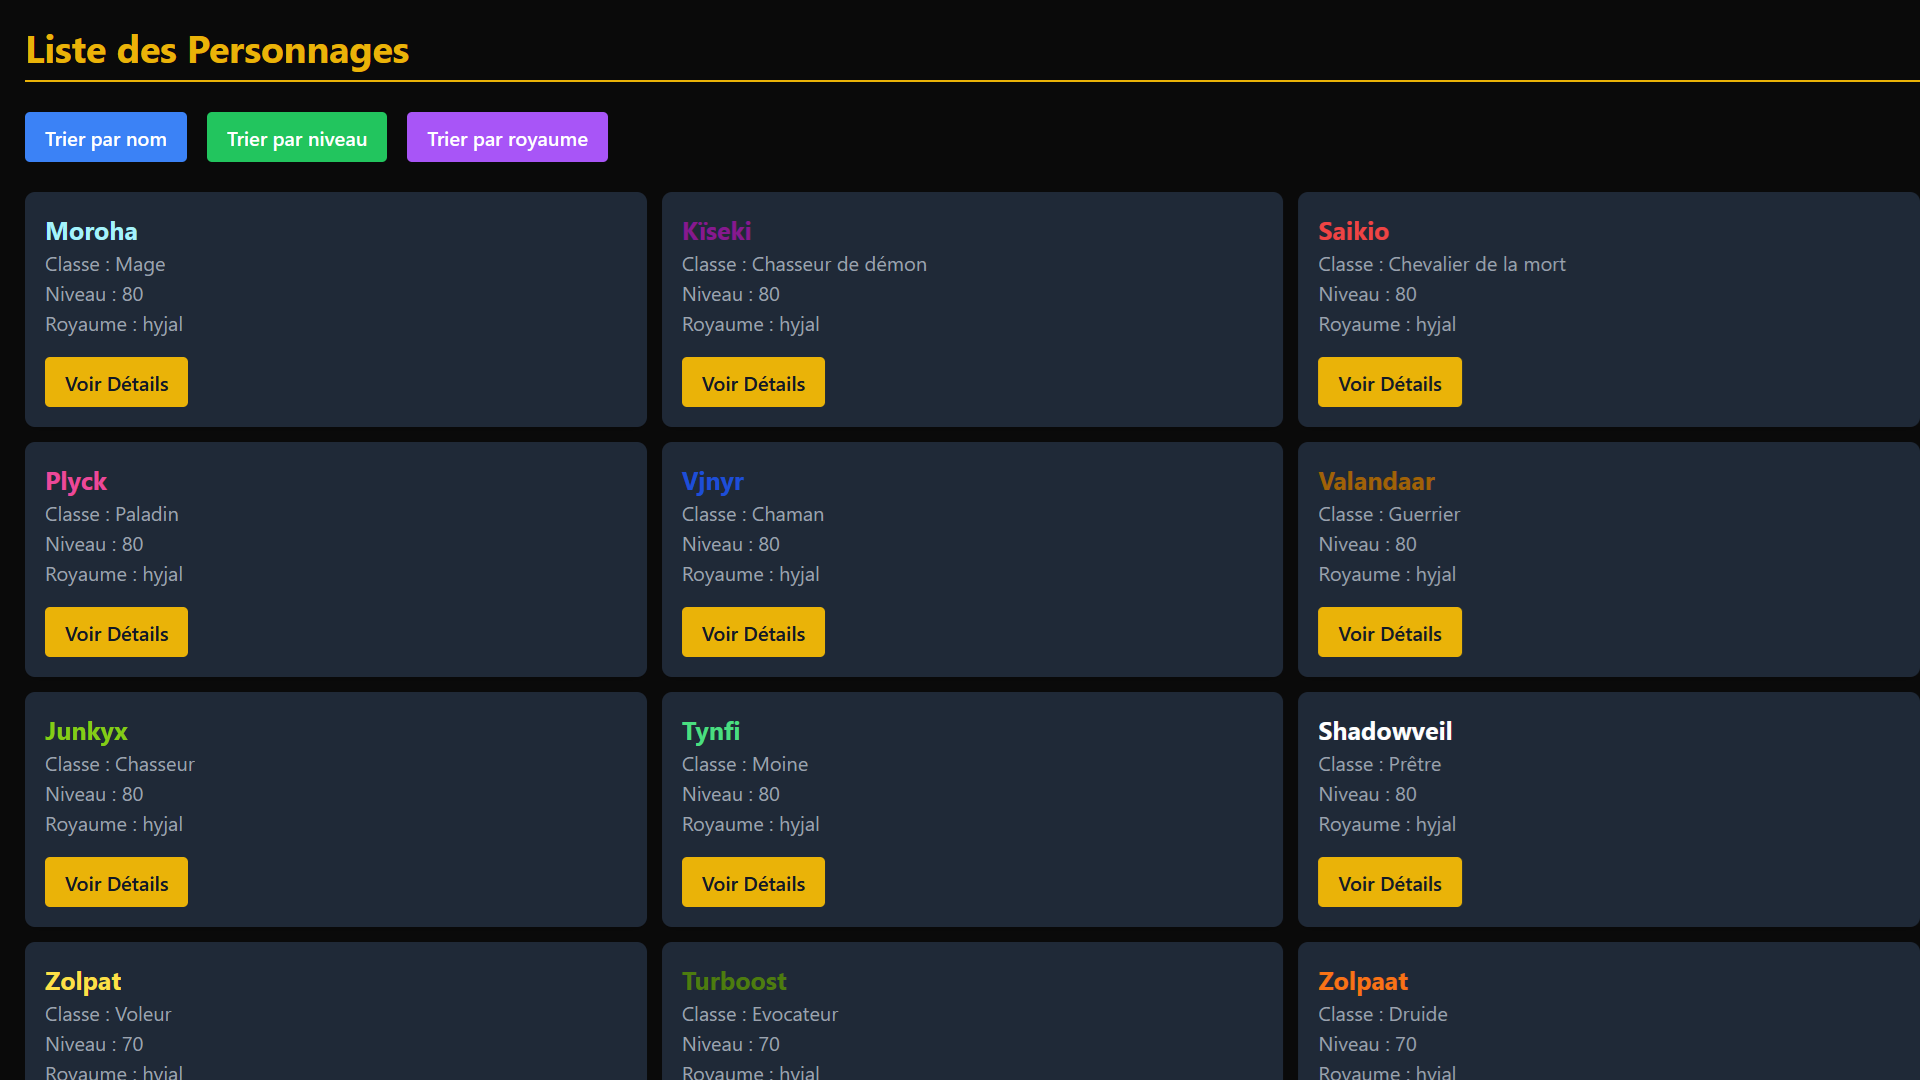 Liste des Personnages
Trier par nom
Trier par niveau
Trier par royaume
Moroha
Classe : Mage
Niveau : 80
Royaume : hyjal
Voir Détails
Kïseki
Classe : Chasseur de démon
Niveau : 80
Royaume : hyjal
Voir Détails
Saikio
Classe : Chevalier de la mort
Niveau : 80
Royaume : hyjal
Voir Détails
Plyck
Classe : Paladin
Niveau : 80
Royaume : hyjal
Voir Détails
Vjnyr
Classe : Chaman
Niveau : 80
Royaume : hyjal
Voir Détails
Valandaar
Classe : Guerrier
Niveau : 80
Royaume : hyjal
Voir Détails
Junkyx
Classe : Chasseur
Niveau : 80
Royaume : hyjal
Voir Détails
Tynfi
Classe : Moine
Niveau : 80
Royaume : hyjal
Voir Détails
Shadowveil
Classe : Prêtre
Niveau : 80
Royaume : hyjal
Voir Détails
Zolpat
Classe : Voleur
Niveau : 70
Royaume : hyjal
Turboost
Classe : Evocateur
Niveau : 70
Royaume : hyjal
Zolpaat
Classe : Druide
Niveau : 70
Royaume : hyjal